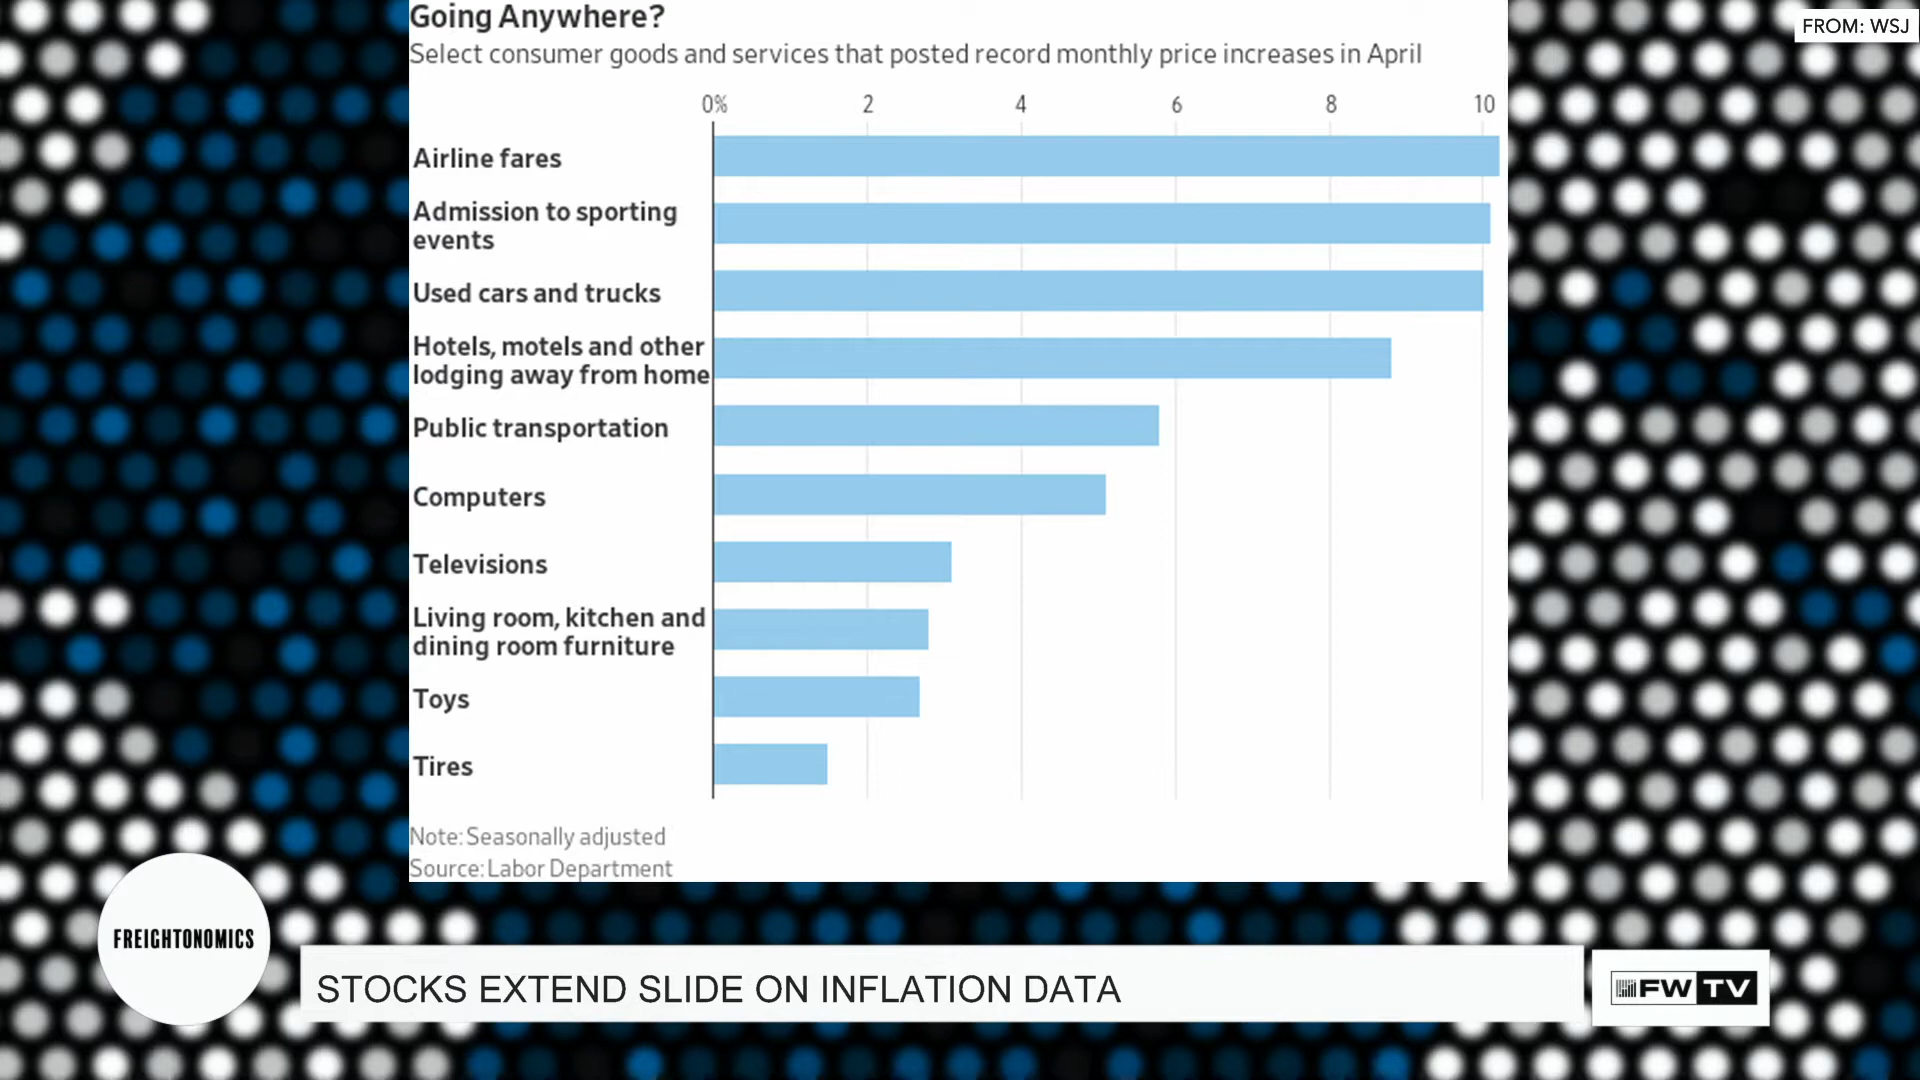 FROM: WSJ
Going Anywhere?
Select consumer goods and services that posted record monthly price increases in April
0% 2 4 6 8 10
Airline fares
Admission to sporting
events
Used cars and trucks
Hotels, motels and other
lodging away from home
Public transportation
Computers
Televisions
Living room, kitchen and
dining room furniture
Toys
Tires
Note: Seasonally adjusted
Source: Labor Department
FREIGHTONOMICS
STOCKS EXTEND SLIDE ON INFLATION DATA
FWTV